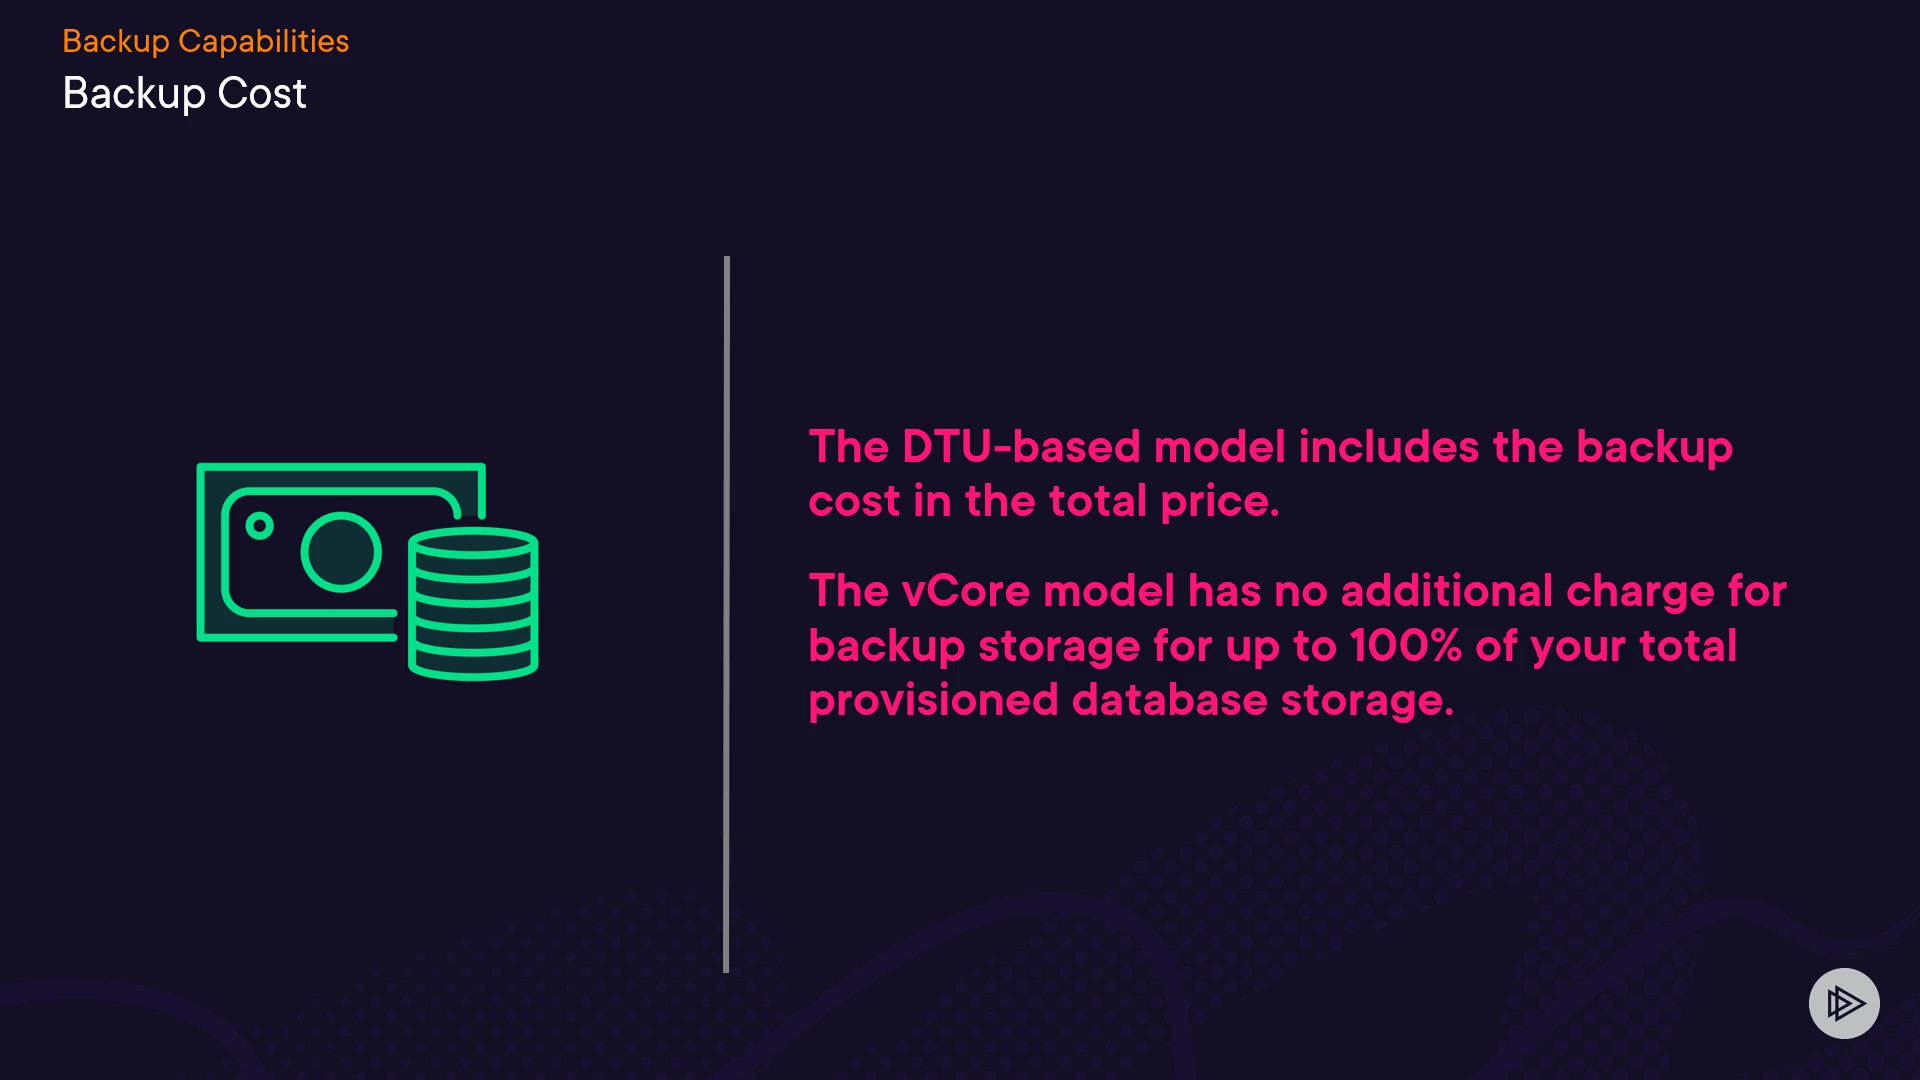 Backup Capabilities
Backup Cost
The DTU-based model includes the backup
cost in the total price.
The vCore model has no additional charge for
backup storage for up to 100% of your total
provisioned database storage.